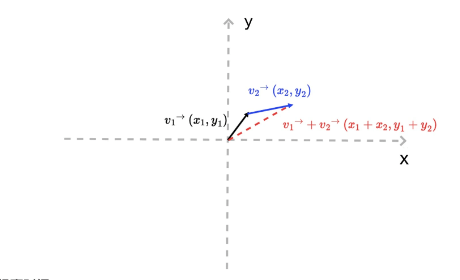 y
v₂→ (x₂, y₂)
v₁→ (x₁, y₁)
v₁→ + v₂→ (x₁ + x₂, y₁ + y₂)
x